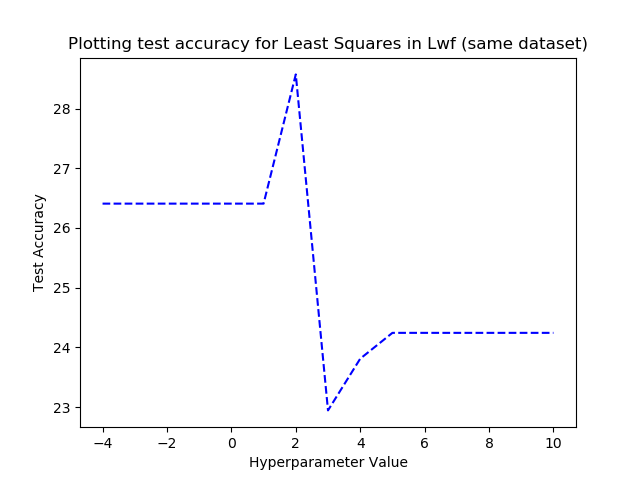 Plotting test accuracy for Least Squares in Lwf (same dataset)
28
27
26
25
24
23
Test Accuracy
−4 −2 0 2 4 6 8 10
Hyperparameter Value